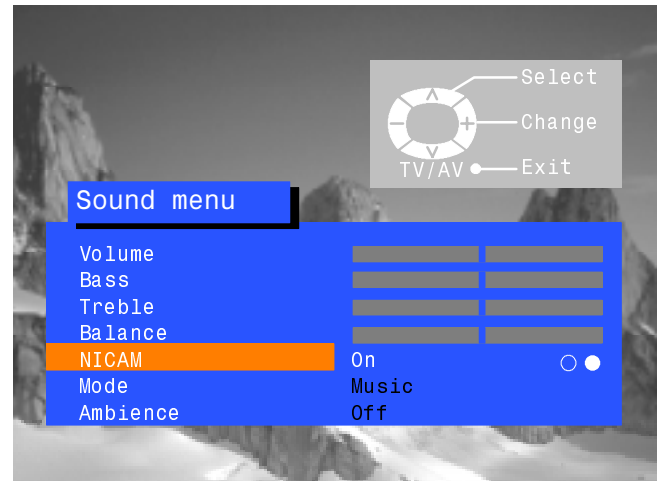 Select
Change
TV/AV Exit
Sound menu
Volume
Bass
Treble
Balance
NICAM On
Mode Music
Ambience Off